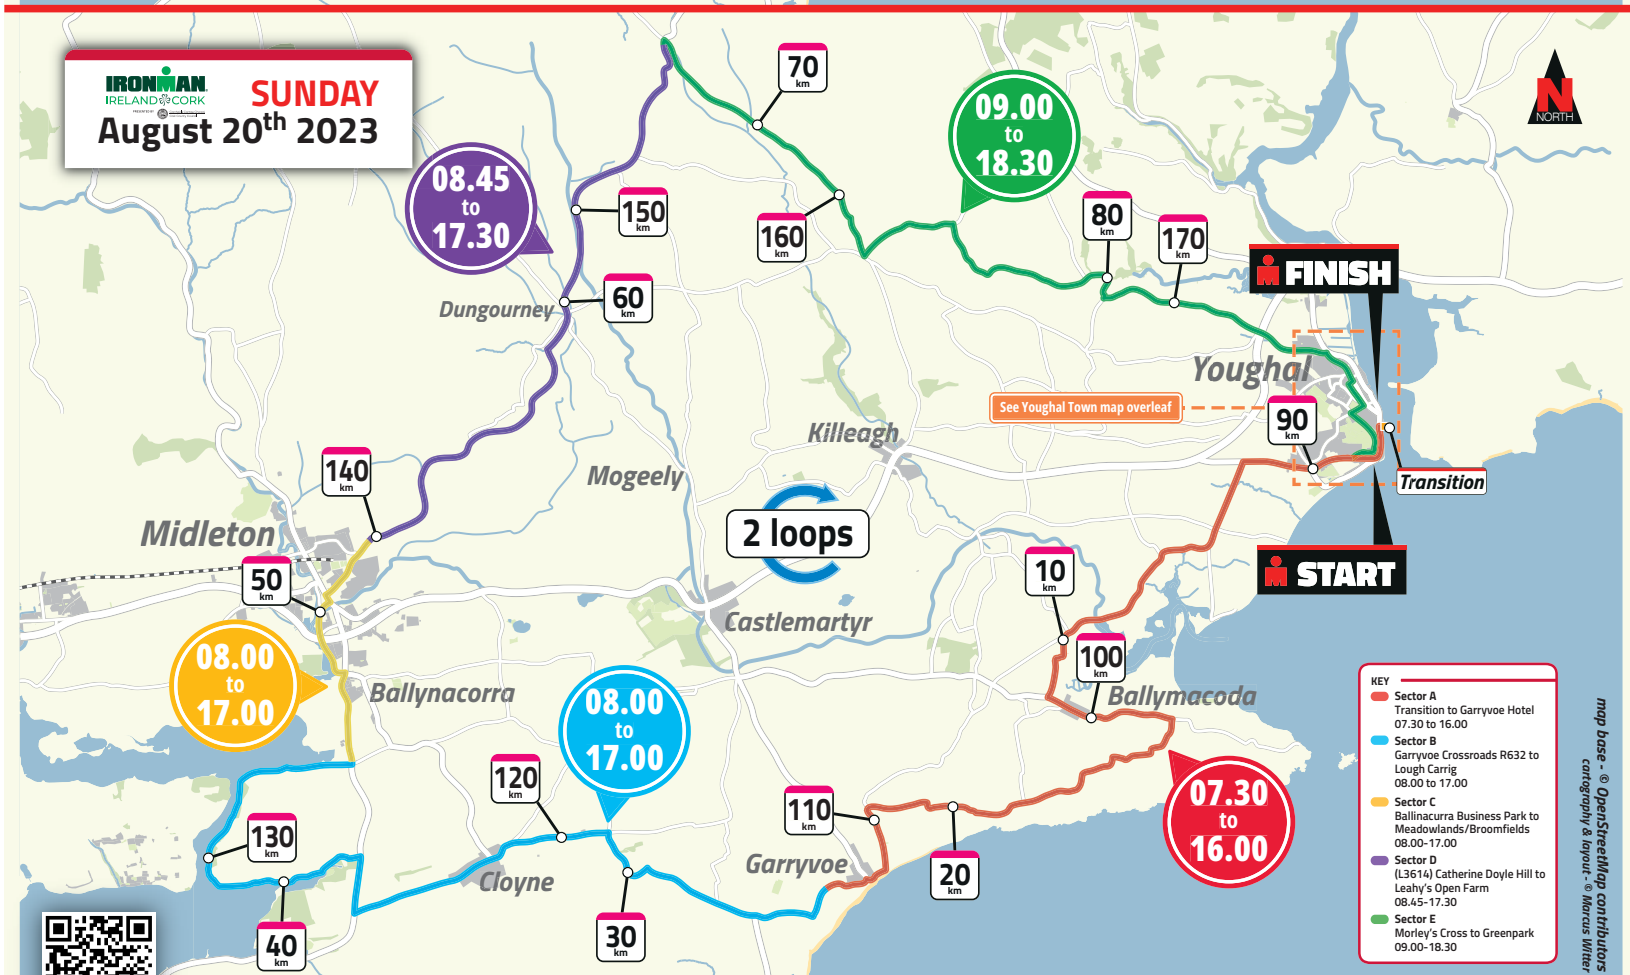 IRONMAN
IRELAND CORK
PRESENTED BY
SUNDAY
August 20th 2023
08.45
to
17.30
70
km
09.00
to
18.30
N
NORTH
150
km
160
km
80
km
170
km
60
km
Dungourney
FINISH
Youghal
See Youghal Town map overleaf
90
km
Transition
START
Killeagh
Mogeely
140
km
Midleton
2 loops
50
km
10
km
Castlemartyr
08.00
to
17.00
Ballynacorra
08.00
to
17.00
100
km
Ballymacoda
120
km
110
km
07.30
to
16.00
130
km
Cloyne
Garryvoe
20
km
40
km
30
km
KEY
Sector A
Transition to Garryvoe Hotel
07.30 to 16.00
Sector B
Garryvoe Crossroads R632 to
Lough Carrig
08.00 to 17.00
Sector C
Ballinacurra Business Park to
Meadowlands/Broomfields
08.00-17.00
Sector D
(L3614) Catherine Doyle Hill to
Leahy's Open Farm
08.45-17.30
Sector E
Morley's Cross to Greenpark
09.00-18.30
map base - © OpenStreetMap contributors
cartography & layout - © Marcus Witter